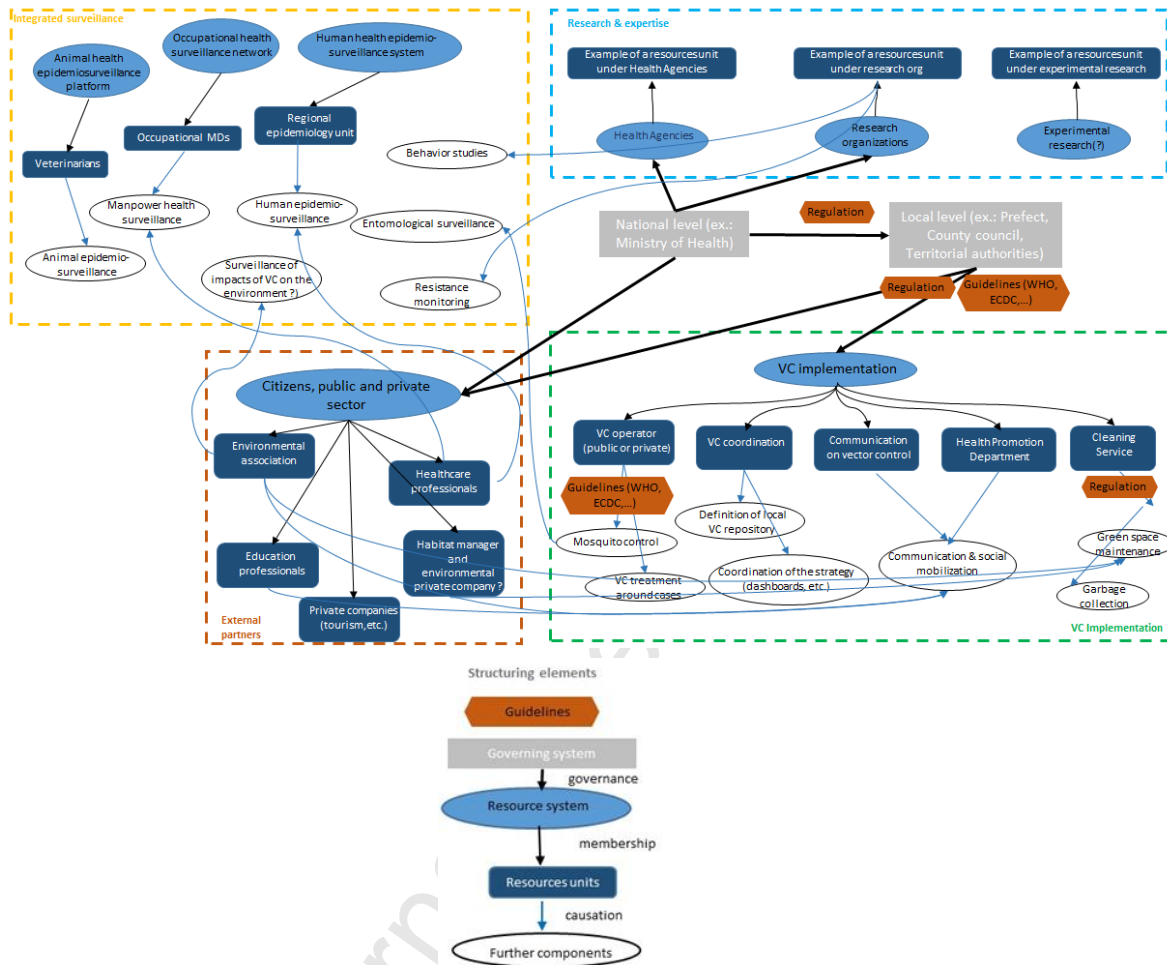 Integrated surveillance
Animal health
epidemiosurveillance
platform
Occupational health
surveillance network
Human health epidemio-
surveillance system
Veterinarians
Occupational MDs
Regional
epidemiology unit
Behavior studies
Manpower health
surveillance
Human epidemio-
surveillance
Entomological surveillance
Animal epidemio-
surveillance
Surveillance of
impacts of VC on the
environment ?)
Resistance
monitoring
Research & expertise
Example of a resources unit
under Health Agencies
Example of a resources unit
under research org
Example of a resources unit
under experimental research
Health Agencies
Research
organizations
Experimental
research(?)
National level (ex.:
Ministry of Health)
Regulation
Local level (ex.: Prefect,
County council,
Territorial authorities)
Regulation
Guidelines (WHO,
ECDC,...)
Citizens, public and private
sector
Environmental
association
Healthcare
professionals
Education
professionals
Habitat manager
and
environmental
private company ?
Private companies
(tourism,etc.)
External
partners
VC implementation
VC operator
(public or private)
VC coordination
Communication
on vector control
Health Promotion
Department
Cleaning
Service
Guidelines (WHO,
ECDC,...)
Regulation
Definition of local
VC repository
Mosquito control
Green space
maintenance
VC treatment
around cases
Coordination of the strategy
(dashboards, etc.)
Communication & social
mobilization
Garbage
collection
VC Implementation
Structuring elements
Guidelines
Governing system
governance
Resource system
membership
Resources units
causation
Further components